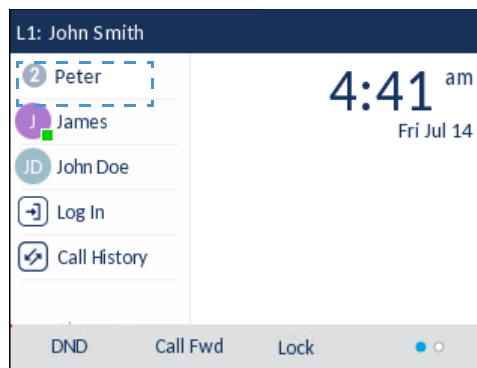 L1: John Smith
2 Peter
4:41 am
J James
Fri Jul 14
JD John Doe
Log In
Call History
DND Call Fwd Lock